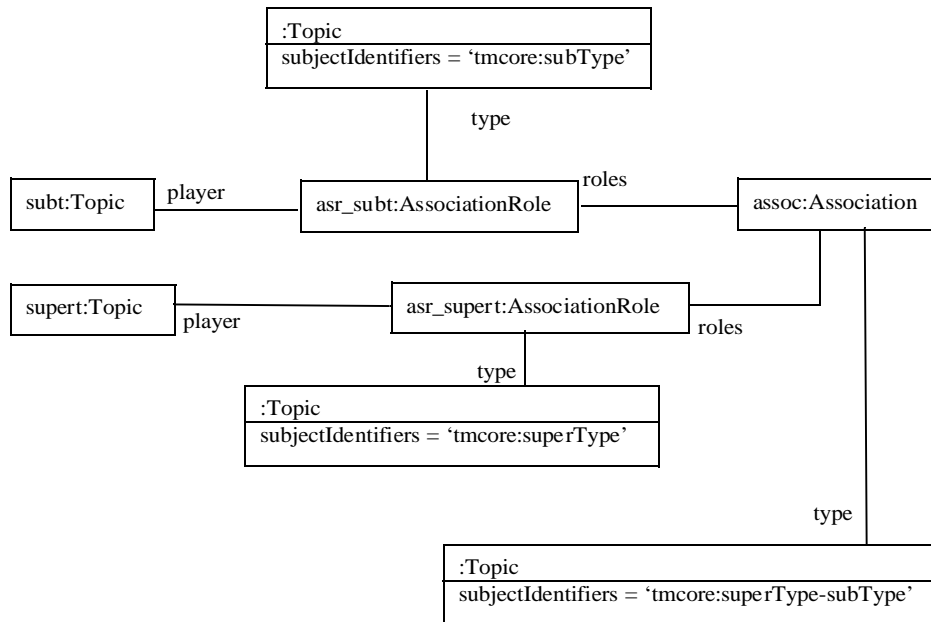 :Topic
subjectIdentifiers = ‘tmcore:subType’
type
subt:Topic
player
asr_subt:AssociationRole
roles
assoc:Association
supert:Topic
player
asr_supert:AssociationRole
roles
type
:Topic
subjectIdentifiers = ‘tmcore:superType’
type
:Topic
subjectIdentifiers = ‘tmcore:superType-subType’